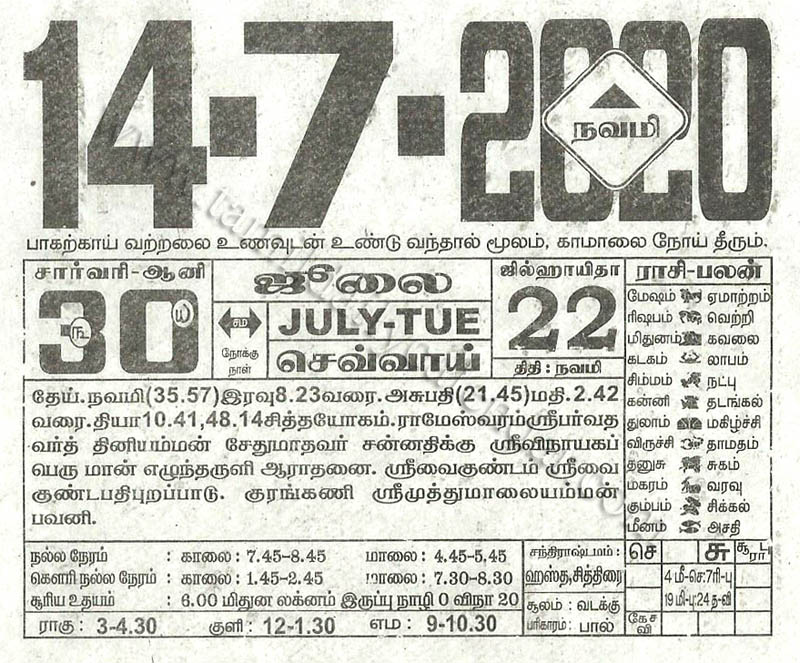 14-7-2020
நவமி
பாகற்காய் வற்றலை உணவுடன் உண்டு வந்தால் மூலம், காமாலை நோய் தீரும்.
சார்வரி-ஆனி
30
நோக்கு
நாள்
ஜூலை
JULY-TUE
செவ்வாய்
ஜில்ஹாயிதா
22
திதி : நவமி
தேய்.நவமி(35.57)இரவு8.23வரை.அசுபதி(21.45)மதி.2.42
வரை.தியா10.41,48.14சித்தயோகம்.ராமேஸ்வரம்ஸ்ரீபர்வத
வர்த் தினியம்மன் சேதுமாதவர் சன்னதிக்கு ஸ்ரீவிநாயகப்
பெரு மான் எழுந்தருளி ஆராதனை. ஸ்ரீவைகுண்டம் ஸ்ரீவை
குண்டபதிபுறப்பாடு. குரங்கணி ஸ்ரீமுத்துமாலையம்மன்
பவனி.
ராசி-பலன்
மேஷம் ஏமாற்றம்
ரிஷபம் வெற்றி
மிதுனம் கவலை
கடகம் லாபம்
சிம்மம் நட்பு
கன்னி தடங்கல்
துலாம் மகிழ்ச்சி
விருச்சி தாமதம்
தனுசு சுகம்
மகரம் வரவு
கும்பம் சிக்கல்
மீனம் அசதி
நல்ல நேரம் : காலை: 7.45-8.45 மாலை: 4.45-5.45
கௌரி நல்ல நேரம் : காலை: 1.45-2.45 மாலை: 7.30-8.30
சூரிய உதயம் : 6.00 மிதுன லக்னம் இருப்பு நாழி 0 விநா 20
ராகு : 3-4.30 குளி : 12-1.30 எம : 9-10.30
சந்திராஷ்டமம் :
ஹஸ்த,சித்திரை
சூலம் : வடக்கு
பரிகாரம் : பால்
செ சு சூ ரா
4 மீ-செ:7ரி-பு
19 மி-பு:24 த-வி
கே ச
வி